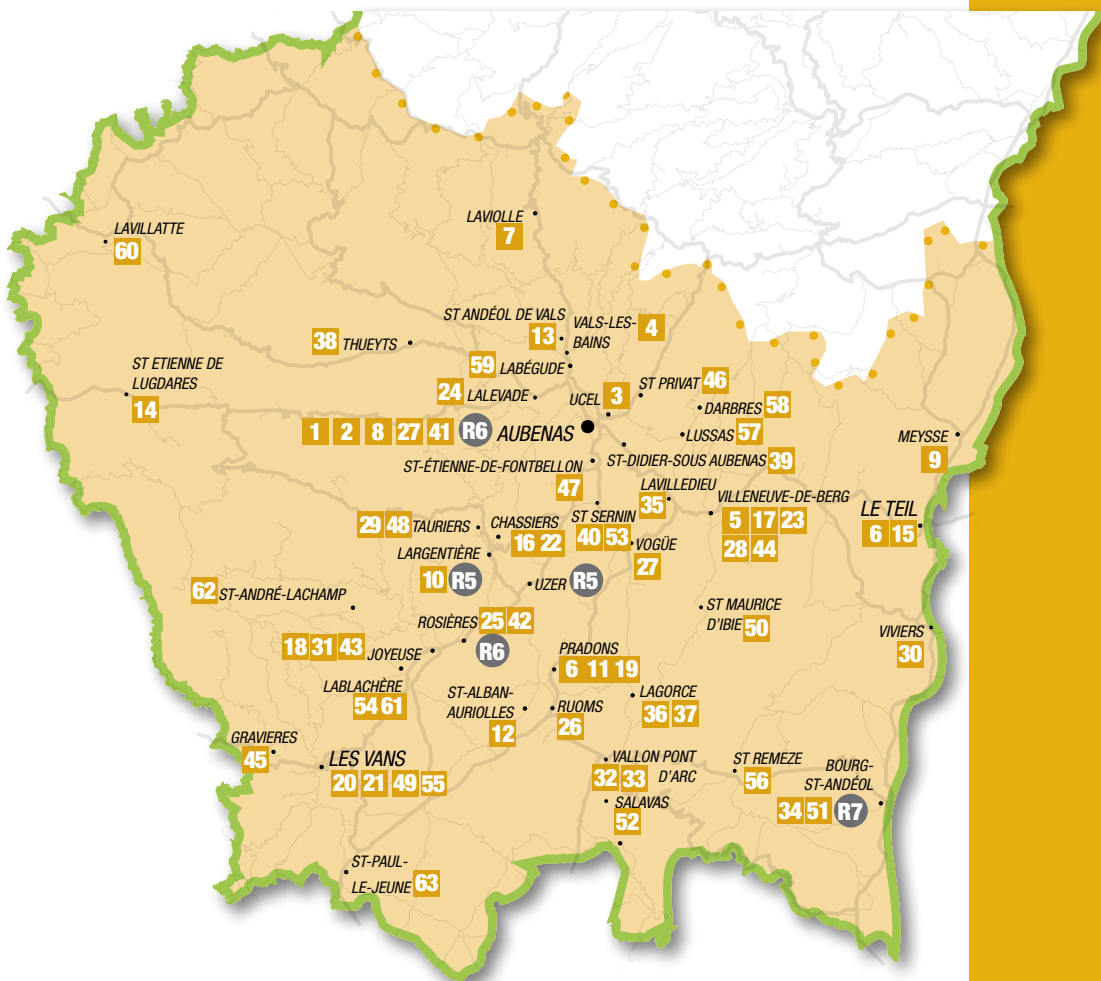 LAVIOLLE
7
LAVILLATTE
60
ST ANDÉOL DE VALS
13
VALS-LES-
BAINS
4
38 THUEYTS
59 LABÉGUDE
ST ETIENNE DE
LUGDARES
14
24 LALEVADE
UCEL 3
ST PRIVAT 46
DARBRES 58
1 2 8 27 41 R6 AUBENAS
LUSSAS 57
MEYSSE
9
ST-ÉTIENNE-DE-FONTBELLON
47
ST-DIDIER-SOUS AUBENAS 39
LAVILLEDIEU
35
VILLENEUVE-DE-BERG
5 17 23
28 44
LE TEIL
6 15
29 48 TAURIERS
CHASSIERS
16 22
ST SERNIN
40 53
VOGÜE
27
LARGENTIÈRE
10 R5
UZER R5
62 ST-ANDRÉ-LACHAMP
ROSIÈRES 25 42
R6
ST MAURICE
D'IBIE 50
VIVIERS
30
18 31 43 JOYEUSE
PRADONS
6 11 19
LABLACHÈRE
54 61
ST-ALBAN-
AURIOLLES
12
RUOMS
26
LAGORCE
36 37
GRAVIERES
45
LES VANS
20 21 49 55
VALLON PONT
D'ARC
32 33
ST REMEZE
56
BOURG-
ST-ANDÉOL
34 51 R7
SALAVAS
52
ST-PAUL-
LE-JEUNE 63